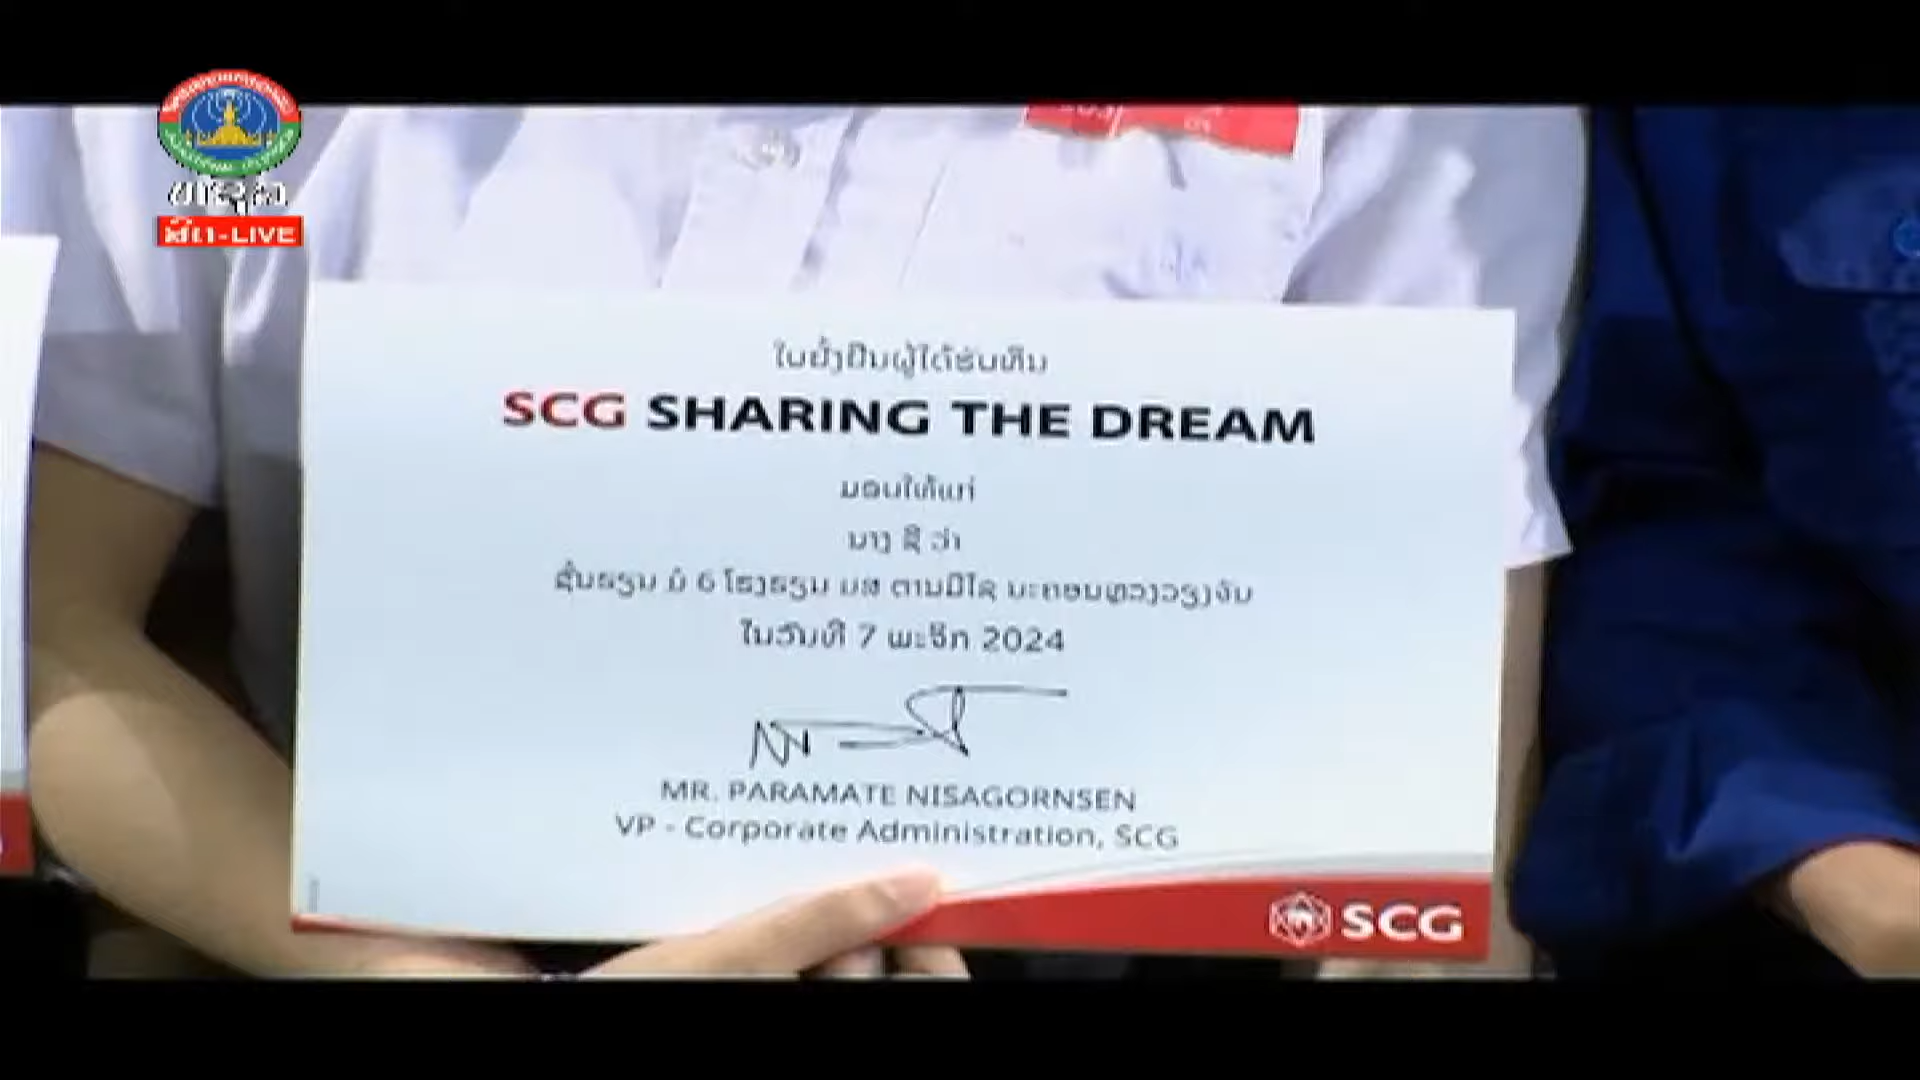 ມື1-LIVE
ໃບຢັ້ງຢືນຜູ້ໄດ້ຮັບທຶນ
SCG SHARING THE DREAM
ມອບໃຫ້ແກ່
ນາງ ຊື ວ່າ
ຊັ້ນຮຽນ ມໍ 6 ໂຮງຮຽນ ມສ ຕານມີໄຊ ນະຄອນຫຼວງວຽງຈັນ
ໃນວັນທີ 7 ພະຈິກ 2024
MR. PARAMATE NISAGORNSEN
VP - Corporate Administration, SCG
SCG